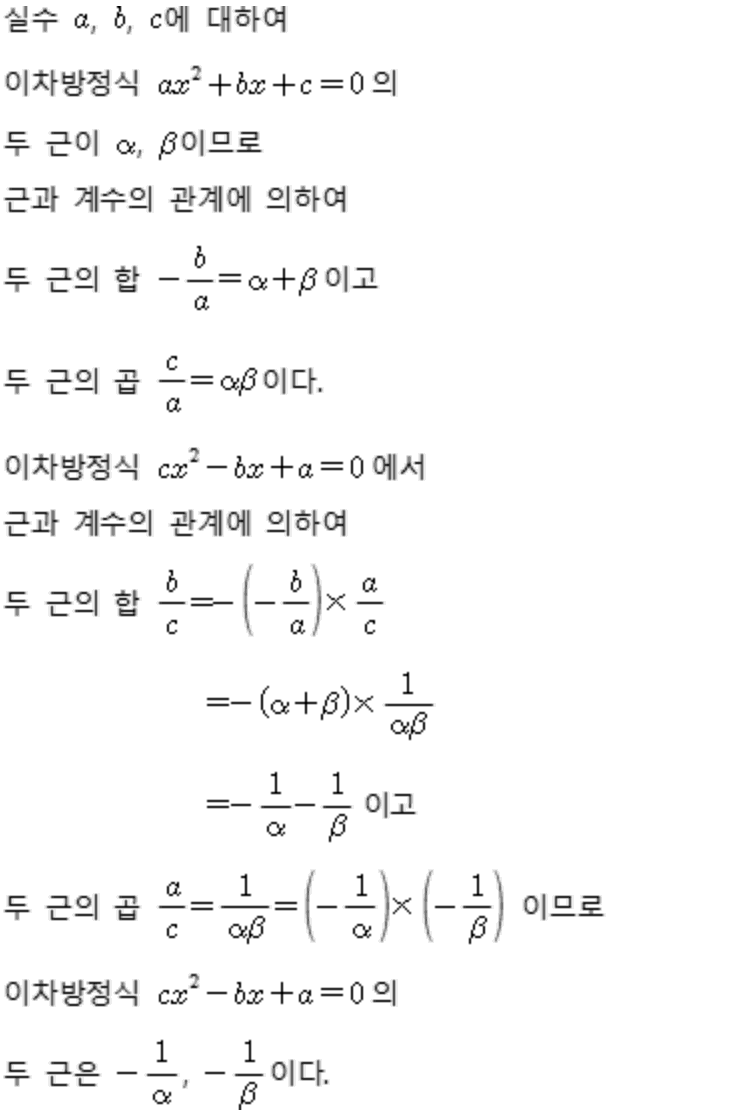 실수 a, b, c에 대하여
이차방정식 ax²+bx+c=0 의
두 근이 α, β이므로
근과 계수의 관계에 의하여
두 근의 합 −b/a=α+β 이고
두 근의 곱 c/a=αβ 이다.
이차방정식 cx²−bx+a=0 에서
근과 계수의 관계에 의하여
두 근의 합 b/c=−(−b/a)×a/c
=−(α+β)×1/(αβ)
=−1/α−1/β 이고
두 근의 곱 a/c=1/(αβ)=(−1/α)×(−1/β) 이므로
이차방정식 cx²−bx+a=0 의
두 근은 −1/α, −1/β 이다.